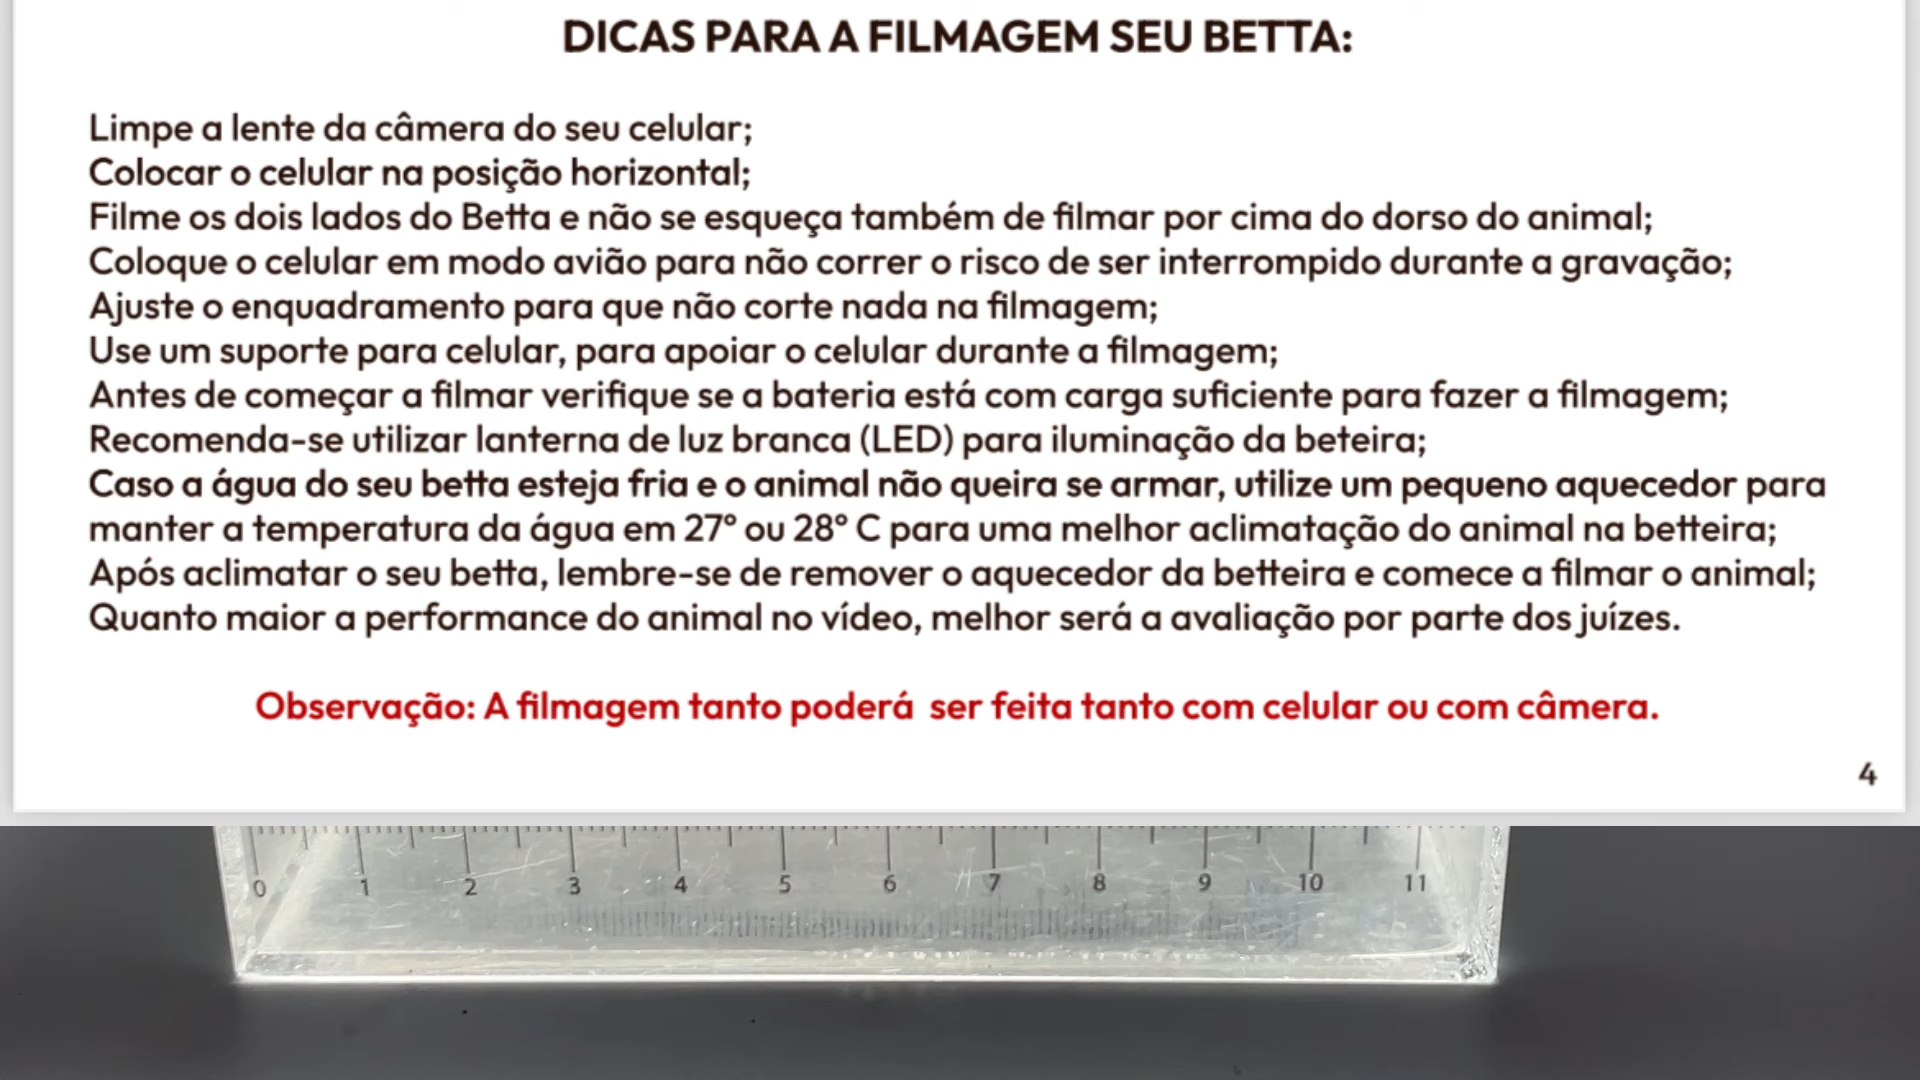 DICAS PARA A FILMAGEM SEU BETTA:
Limpe a lente da câmera do seu celular;
Colocar o celular na posição horizontal;
Filme os dois lados do Betta e não se esqueça também de filmar por cima do dorso do animal;
Coloque o celular em modo avião para não correr o risco de ser interrompido durante a gravação;
Ajuste o enquadramento para que não corte nada na filmagem;
Use um suporte para celular, para apoiar o celular durante a filmagem;
Antes de começar a filmar verifique se a bateria está com carga suficiente para fazer a filmagem;
Recomenda-se utilizar lanterna de luz branca (LED) para iluminação da beteira;
Caso a água do seu betta esteja fria e o animal não queira se armar, utilize um pequeno aquecedor para
manter a temperatura da água em 27° ou 28° C para uma melhor aclimatação do animal na betteira;
Após aclimatar o seu betta, lembre-se de remover o aquecedor da betteira e comece a filmar o animal;
Quanto maior a performance do animal no vídeo, melhor será a avaliação por parte dos juízes.
Observação: A filmagem tanto poderá  ser feita tanto com celular ou com câmera.
4
0 1 2 3 4 5 6 7 8 9 10 11